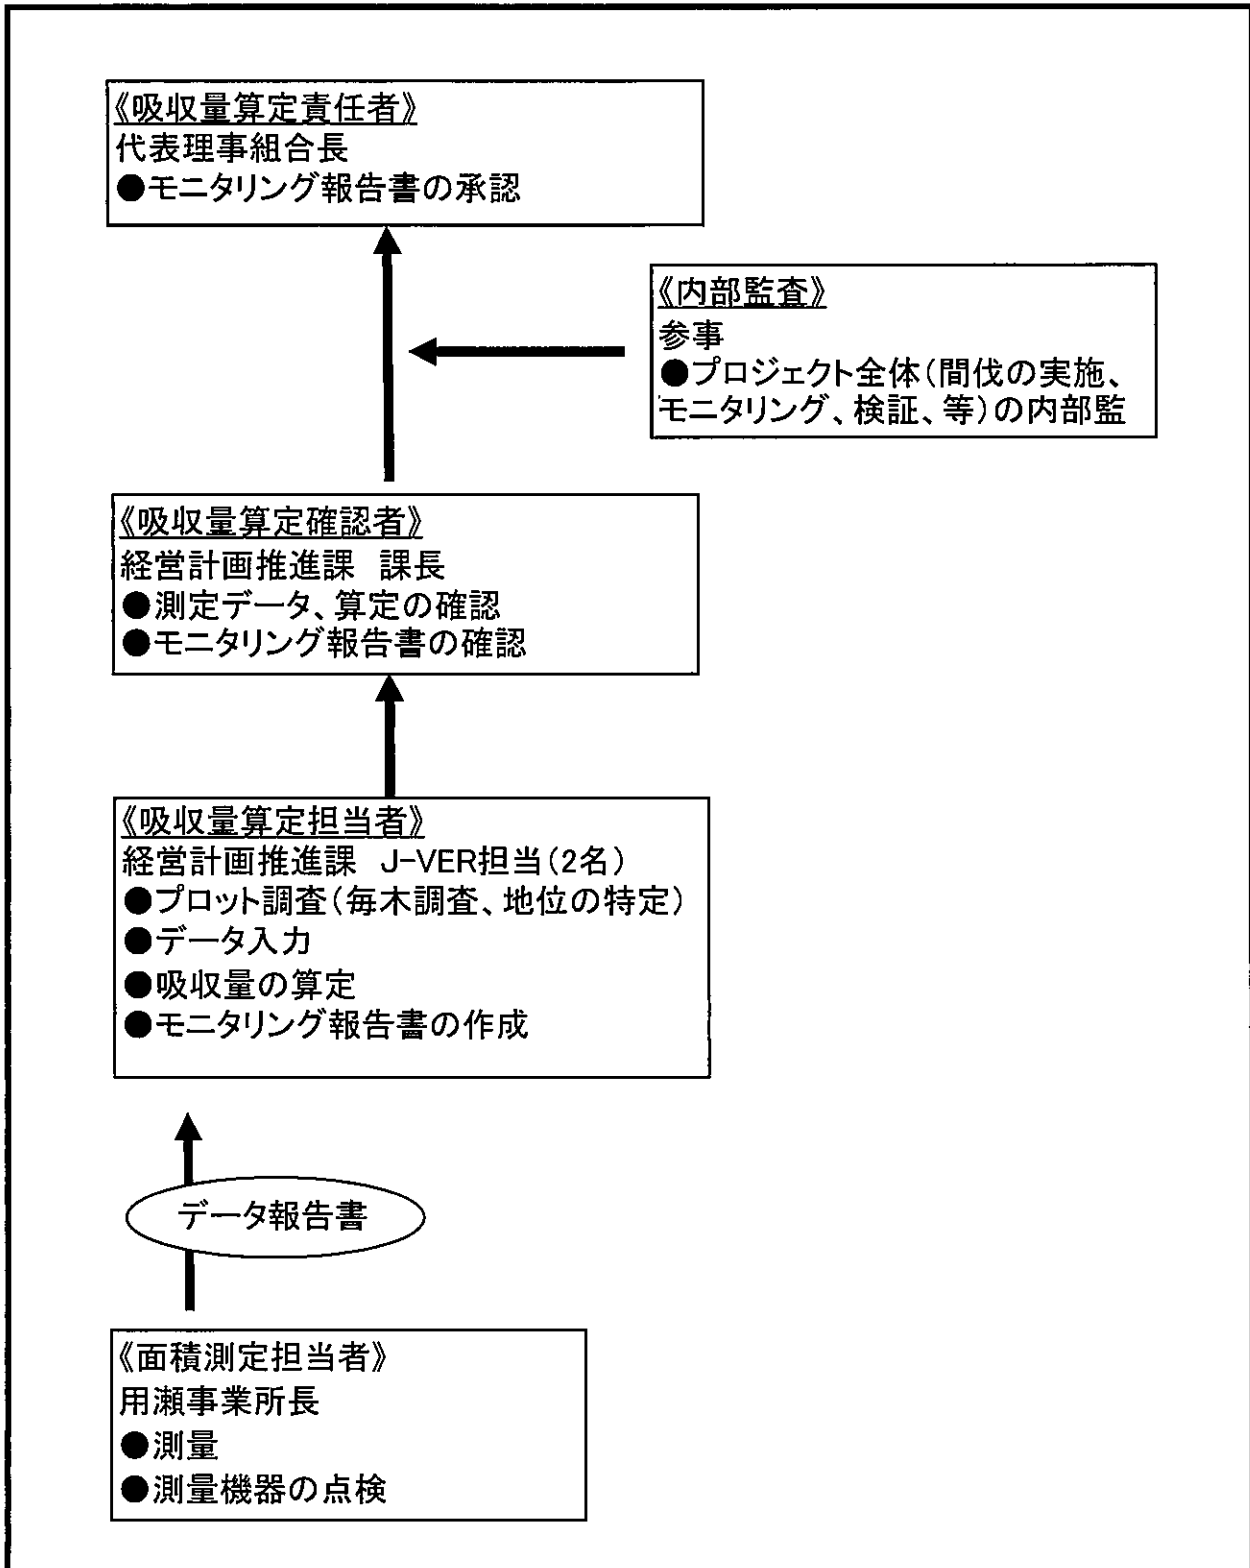 《吸収量算定責任者》
代表理事組合長
●モニタリング報告書の承認
《内部監査》
参事
●プロジェクト全体(間伐の実施、
モニタリング、検証、等)の内部監
《吸収量算定確認者》
経営計画推進課　課長
●測定データ、算定の確認
●モニタリング報告書の確認
《吸収量算定担当者》
経営計画推進課　J-VER担当(2名)
●プロット調査(毎木調査、地位の特定)
●データ入力
●吸収量の算定
●モニタリング報告書の作成
データ報告書
《面積測定担当者》
用瀬事業所長
●測量
●測量機器の点検